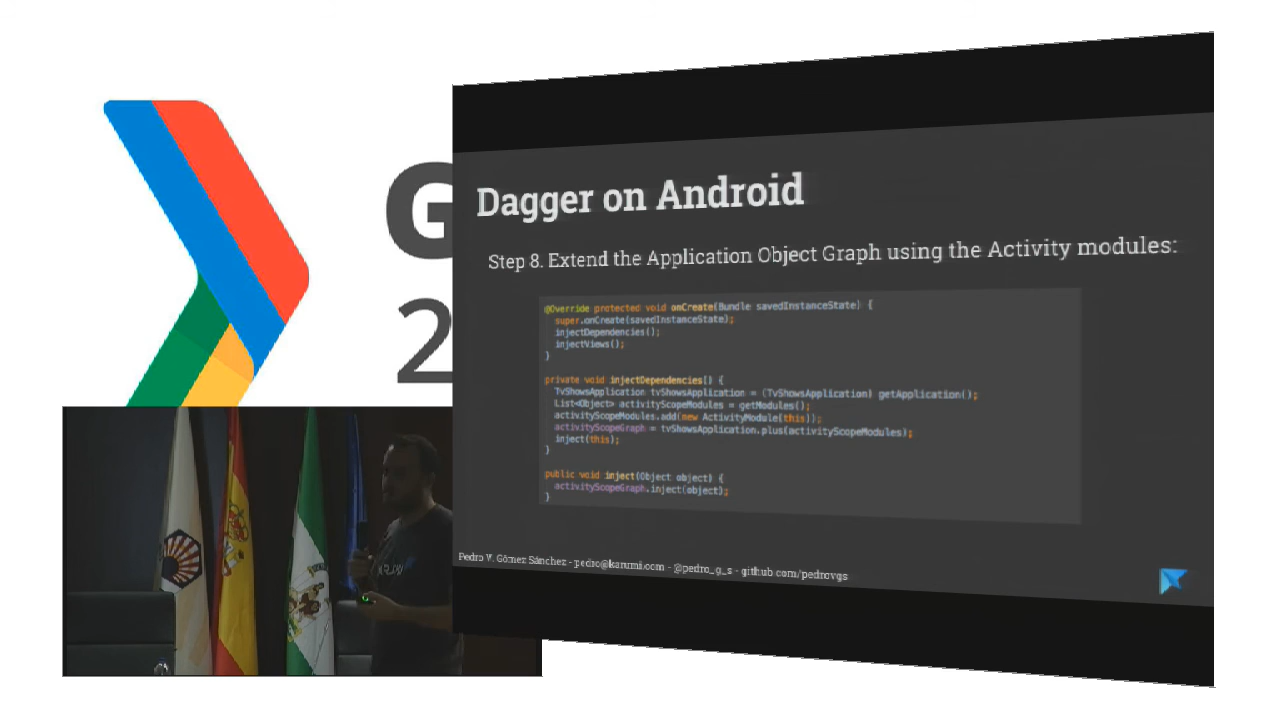 G
2
Dagger on Android
Step 8. Extend the Application Object Graph using the Activity modules:
@Override protected void onCreate(Bundle savedInstanceState) {
super.onCreate(savedInstanceState);
injectDependencies();
injectViews();
}
private void injectDependencies() {
TvShowsApplication tvShowsApplication = (TvShowsApplication) getApplication();
List<Object> activityScopeModules = getModules();
activityScopeModules.add(new ActivityModule(this));
activityScopeGraph = tvShowsApplication.plus(activityScopeModules);
inject(this);
}
public void inject(Object object) {
activityScopeGraph.inject(object);
}
Pedro V. Gómez Sánchez - pedro@karumi.com - @pedro_g_s - github.com/pedrovgs